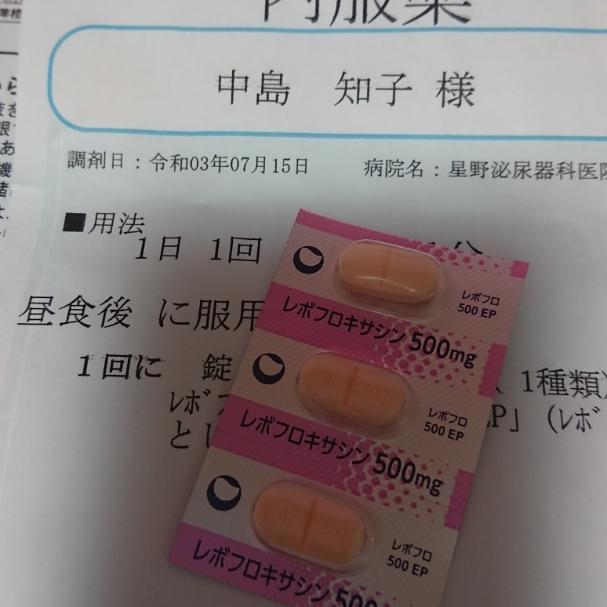 内服薬
中島 知子 様
調剤日：令和03年07月15日 病院名：星野泌尿器科医院
■用法
1日 1回
昼食後 に服用
1回に 錠 1種類)
レボフロ
500 EP
レボフロキサシン 500mg
レボフロ
500 EP
レボフロキサシン 500mg
レボフロ
500 EP
レボフロキサシン 500
EP」(レボ
とし